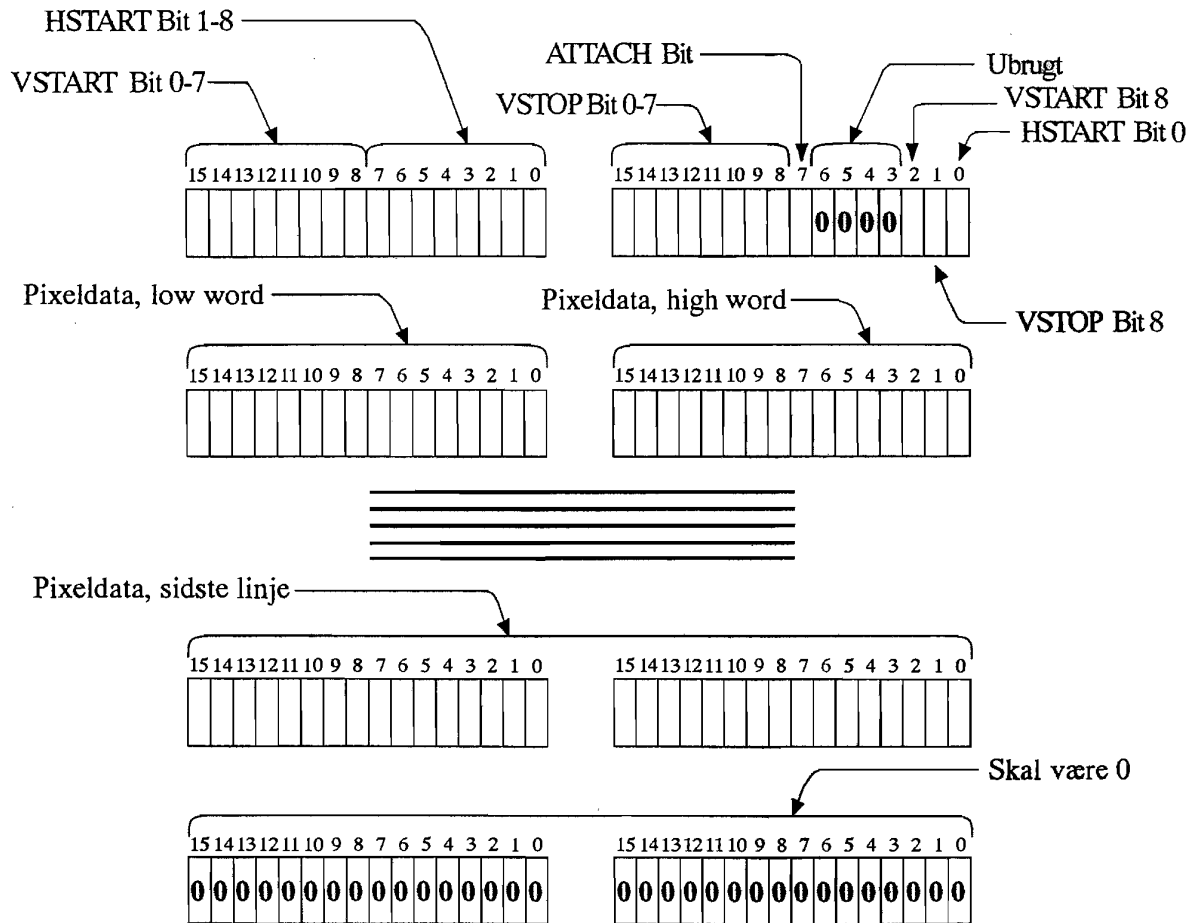 HSTART Bit 1-8
ATTACH Bit
Ubrugt
VSTART Bit 0-7
VSTOP Bit 0-7
VSTART Bit 8
HSTART Bit 0
15 14 13 12 11 10 9 8 7 6 5 4 3 2 1 0 15 14 13 12 11 10 9 8 7 6 5 4 3 2 1 0
0 0 0 0
Pixeldata, low word
Pixeldata, high word
VSTOP Bit 8
15 14 13 12 11 10 9 8 7 6 5 4 3 2 1 0 15 14 13 12 11 10 9 8 7 6 5 4 3 2 1 0
Pixeldata, sidste linje
15 14 13 12 11 10 9 8 7 6 5 4 3 2 1 0 15 14 13 12 11 10 9 8 7 6 5 4 3 2 1 0
Skal være 0
15 14 13 12 11 10 9 8 7 6 5 4 3 2 1 0 15 14 13 12 11 10 9 8 7 6 5 4 3 2 1 0
0 0 0 0 0 0 0 0 0 0 0 0 0 0 0 0 0 0 0 0 0 0 0 0 0 0 0 0 0 0 0 0